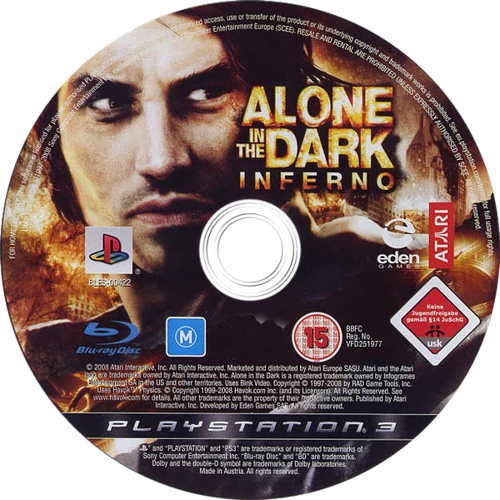 ALONE
IN THE DARK
INFERNO
eden
GAMES
ATARI
BLES-00422
Blu-ray Disc
M
15
BBFC
Reg. No.
VFD251977
Keine
Jugendfreigabe
gemäß §14 JuSchG
usk
© 2008 Atari Interactive, Inc. All Rights Reserved. Marketed and distributed by Atari Europe SASU. Atari and the Atari
logo are trademarks owned by Atari Interactive, Inc. Alone in the Dark is a registered trademark owned by Infogrames
Entertainment SA in the US and other territories. Uses Bink Video. Copyright © 1997-2008 by RAD Game Tools, Inc.
Uses Havok™ Physics. © Copyright 1999-2008 Havok.com Inc. (and its Licensors). All Rights Reserved. See
www.havok.com for details. All other trademarks are the property of their respective owners. Published by Atari
Interactive, Inc. Developed by Eden Games SAS. All rights reserved.
PLAYSTATION 3
" and "PLAYSTATION" and "PS3" are trademarks or registered trademarks of
Sony Computer Entertainment Inc. "Blu-ray Disc" and "BD" are trademarks.
Dolby and the double-D symbol are trademarks of Dolby laboratories.
Made in Austria. All rights reserved.